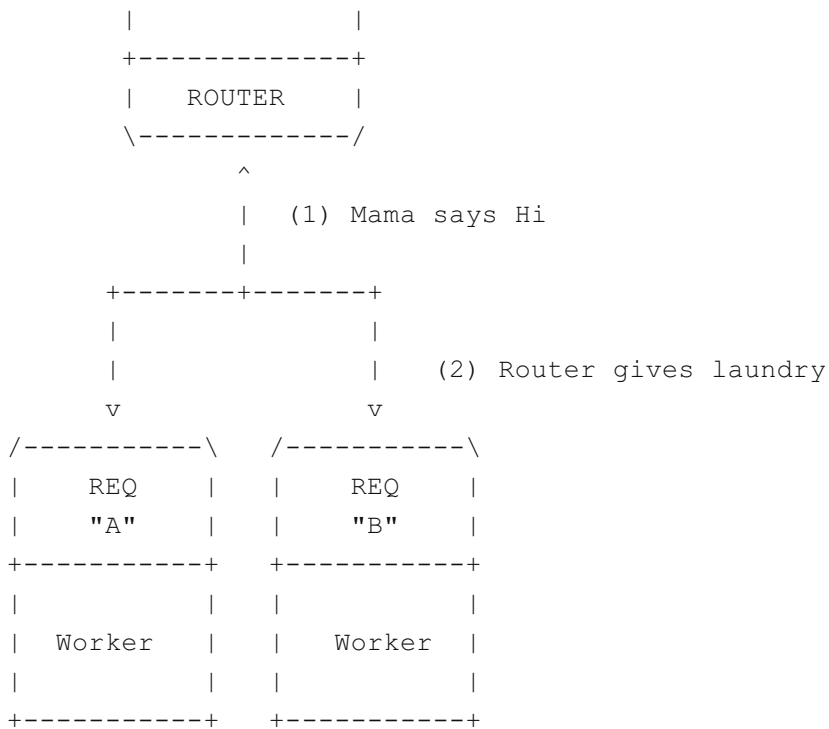 ROUTER
(1) Mama says Hi
(2) Router gives laundry
REQ REQ
"A" "B"
Worker Worker